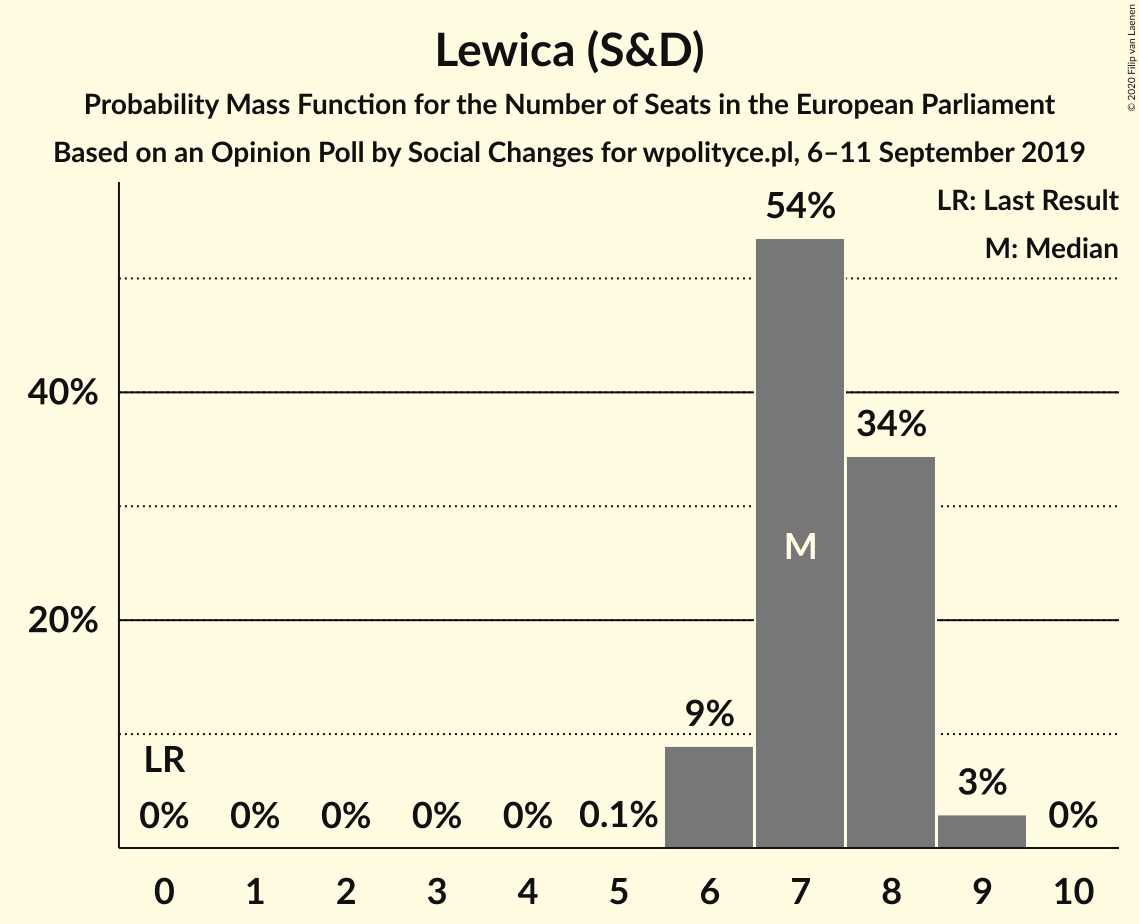 Lewica (S&D)
Probability Mass Function for the Number of Seats in the European Parliament
Based on an Opinion Poll by Social Changes for wpolityce.pl, 6–11 September 2019
© 2020 Filip van Laenen
LR: Last Result
M: Median
54%
40%
34%
M
20%
9%
LR
3%
0% 0% 0% 0% 0% 0.1% 0%
0 1 2 3 4 5 6 7 8 9 10